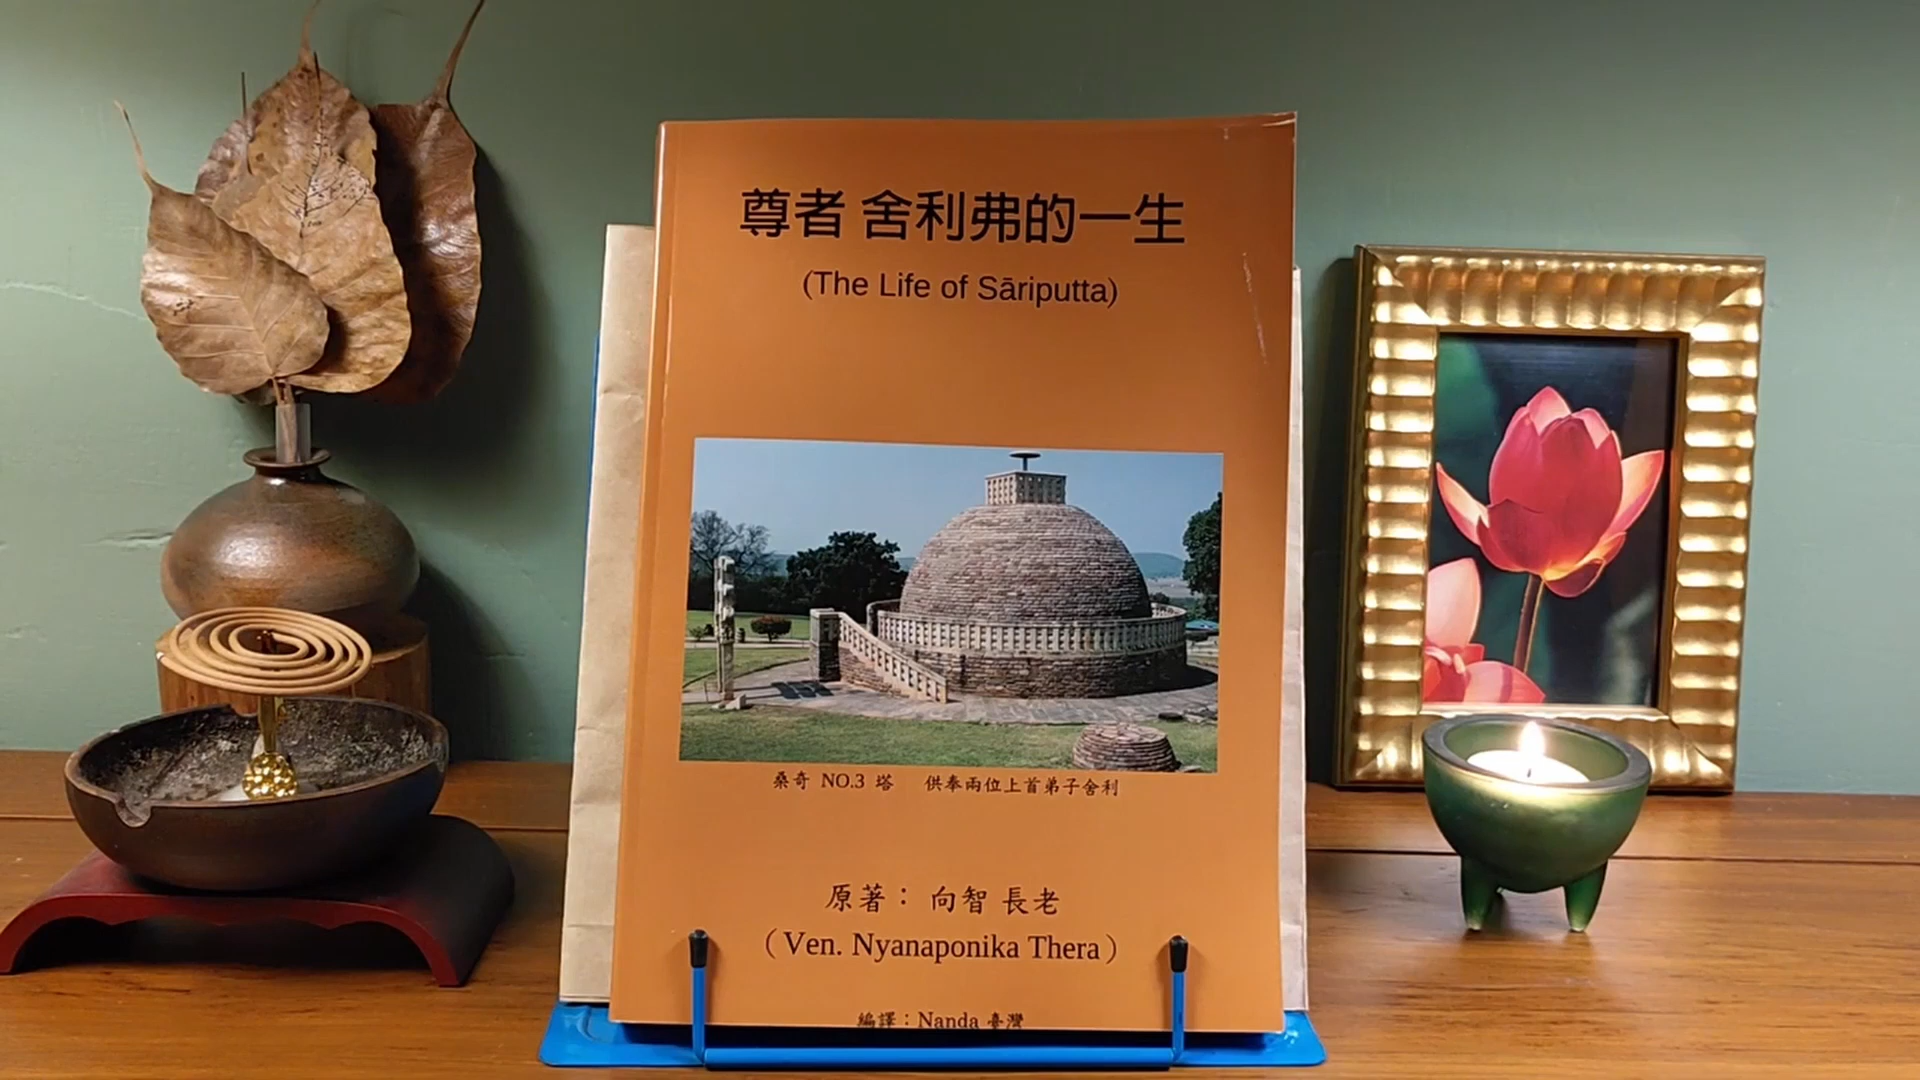 尊者 舍利弗的一生
(The Life of Sāriputta)
桑奇 NO.3 塔 供奉兩位上首弟子舍利
原著： 向智 長老
（Ven. Nyanaponika Thera）
編譯：Nanda 臺灣